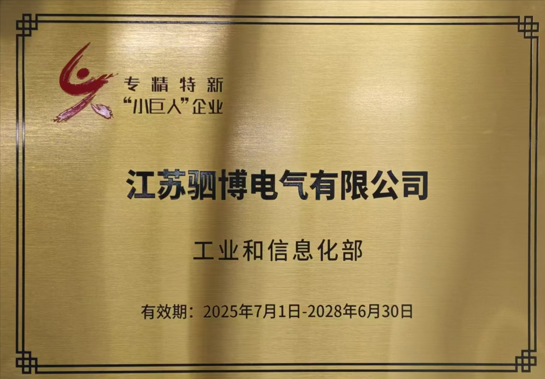 专精特新
“小巨人”企业
江苏驷博电气有限公司
工业和信息化部
有效期：2025年7月1日-2028年6月30日